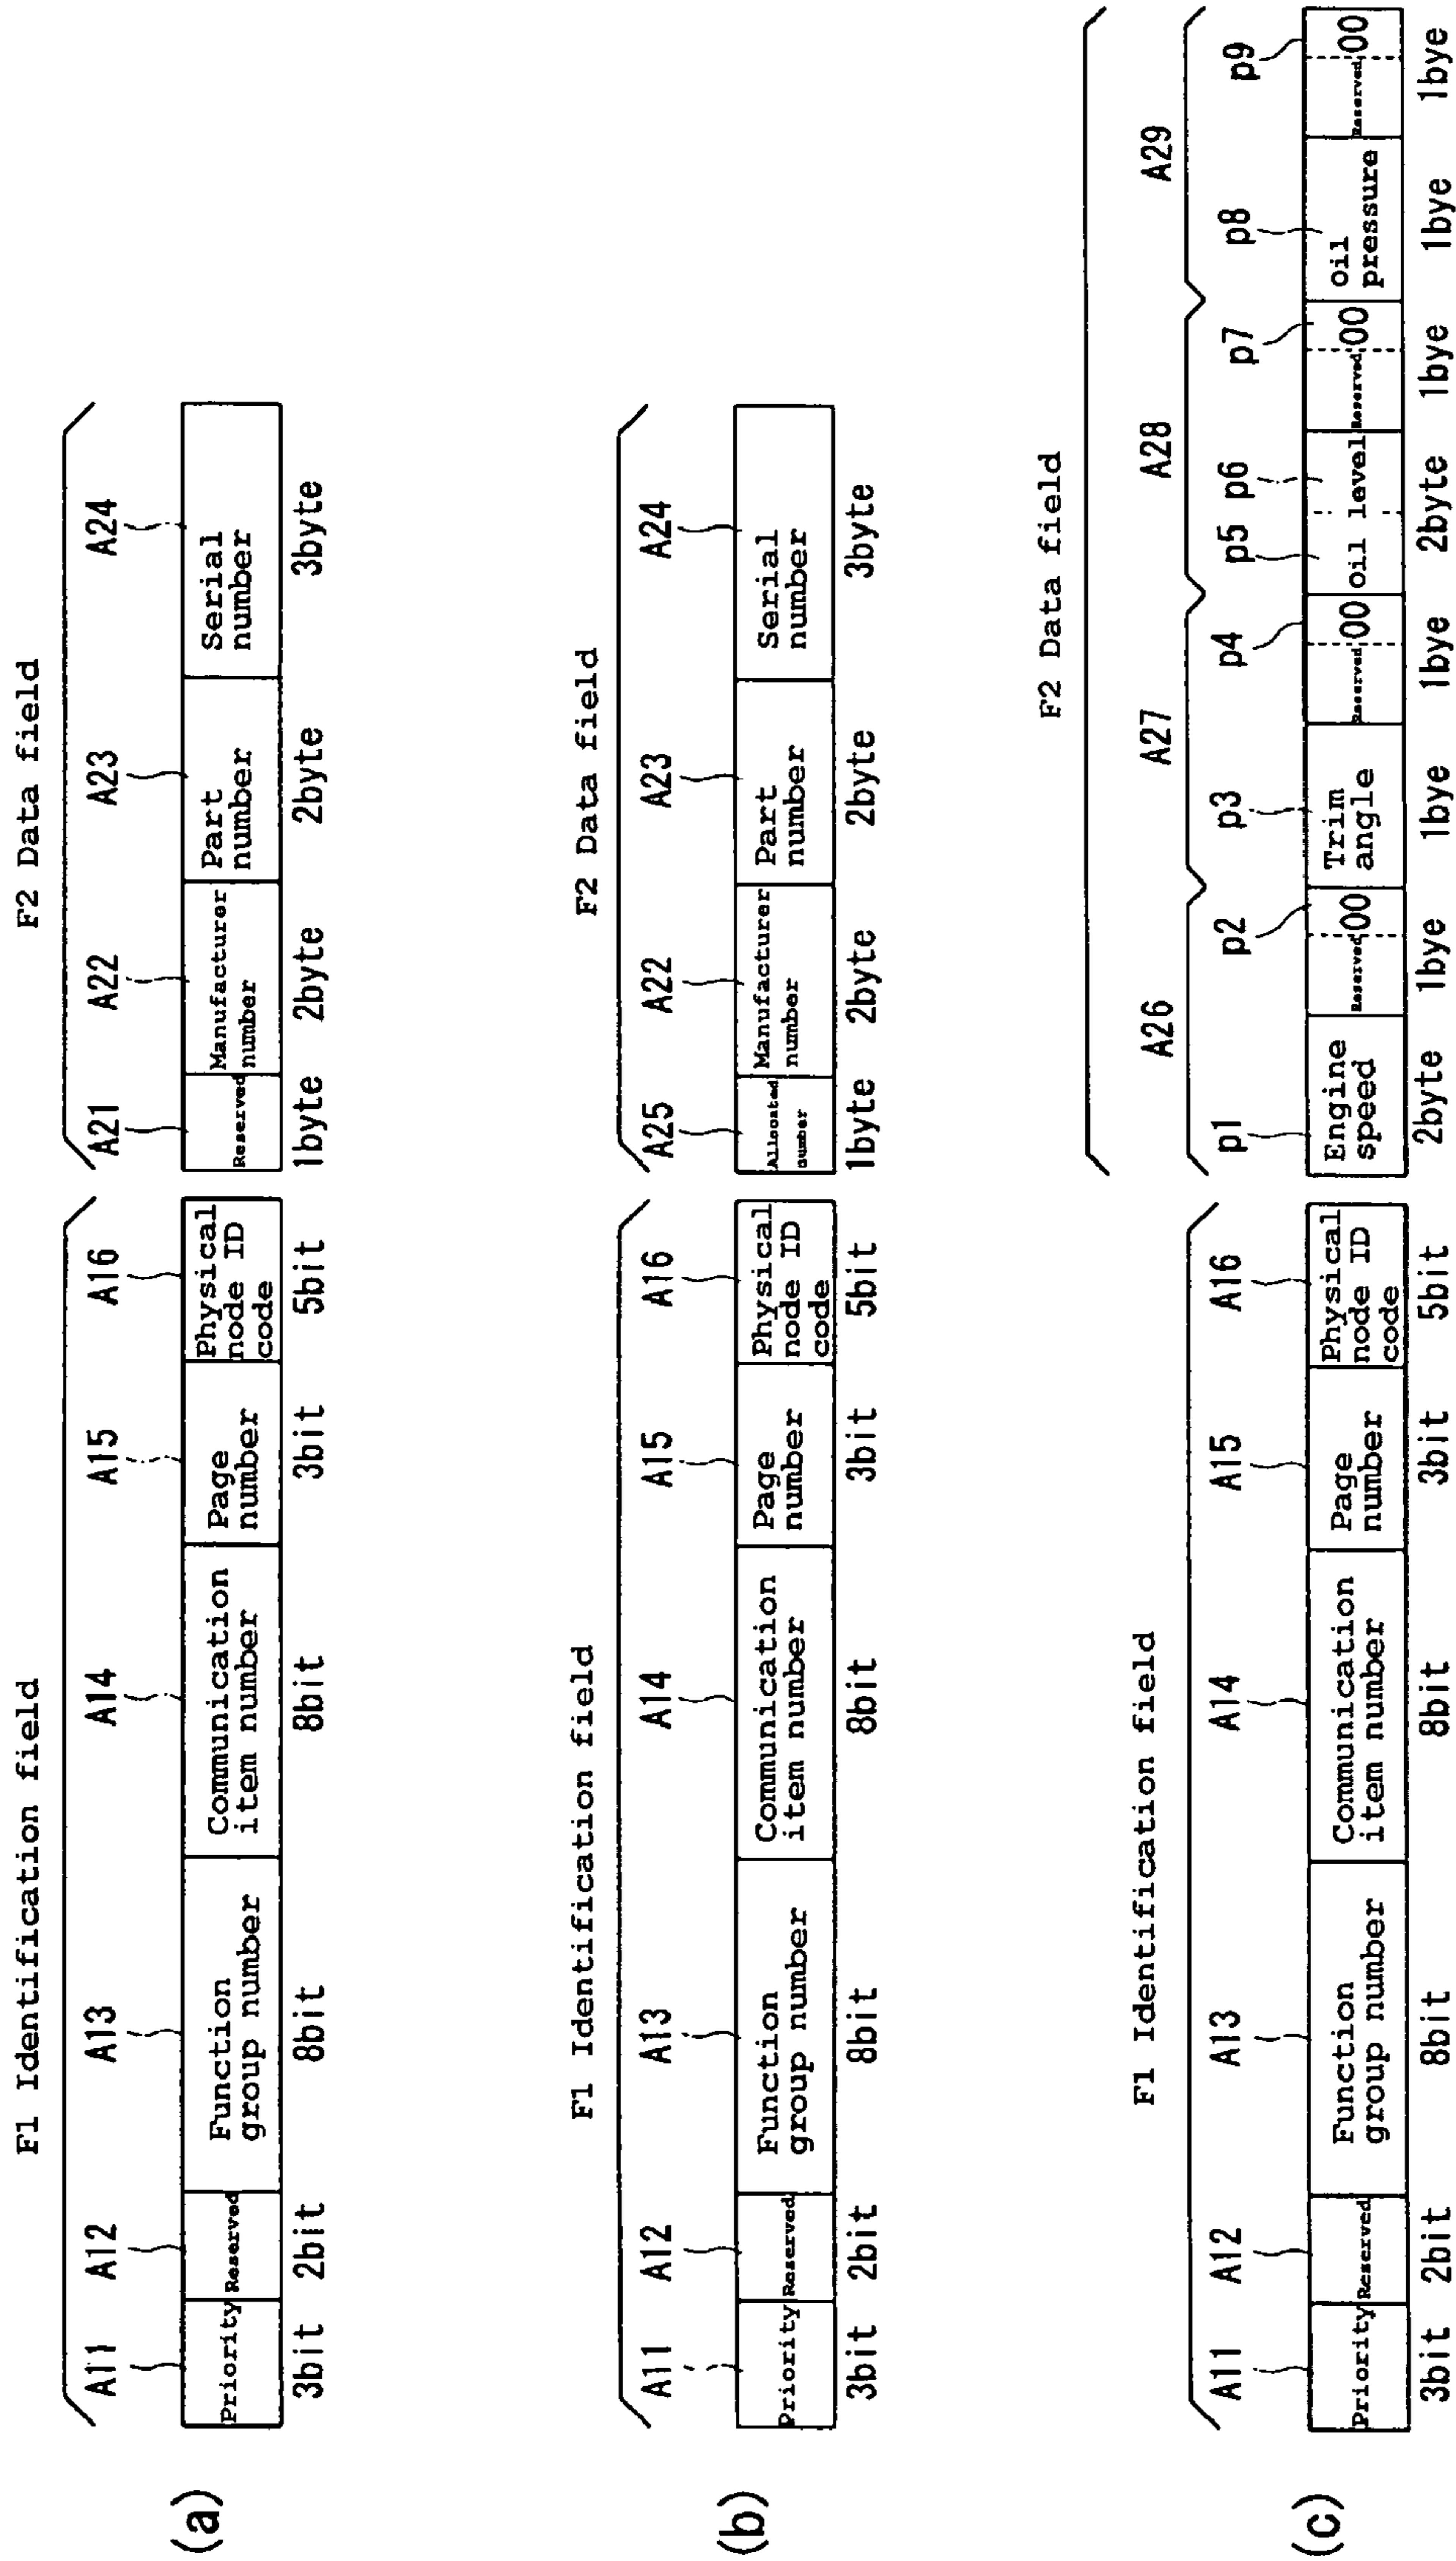 (a)
F1 Identification field
F2 Data field
A11
A12
A13
A14
A15
A16
A21
A22
A23
A24
Priority
Reserved
Function
group number
Communication
item number
Page
number
Physical
node ID
code
Reserved
Manufacturer
number
Part
number
Serial
number
3bit
2bit
8bit
8bit
3bit
5bit
1byte
2byte
2byte
3byte
(b)
F1 Identification field
F2 Data field
A11
A12
A13
A14
A15
A16
A25
A22
A23
A24
Priority
Reserved
Function
group number
Communication
item number
Page
number
Physical
node ID
code
Allocated
number
Manufacturer
number
Part
number
Serial
number
3bit
2bit
8bit
8bit
3bit
5bit
1byte
2byte
2byte
3byte
(c)
F1 Identification field
F2 Data field
A26
A27
A28
A29
A11
A12
A13
A14
A15
A16
p1
p2
p3
p4
p5
p6
p7
p8
p9
Priority
Reserved
Function
group number
Communication
item number
Page
number
Physical
node ID
code
Engine
speed
Reserved
00
Trim
angle
Reserved
00
Oil level
Reserved
00
oil
pressure
Reserved
00
3bit
2bit
8bit
8bit
3bit
5bit
2byte
1bye
1bye
1bye
2byte
1bye
1bye
1bye